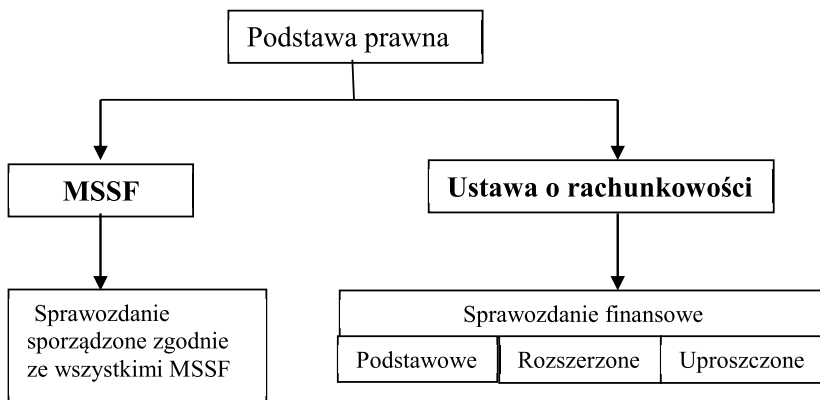 Podstawa prawna
MSSF
Ustawa o rachunkowości
Sprawozdanie
sporządzone zgodnie
ze wszystkimi MSSF
Sprawozdanie finansowe
Podstawowe
Rozszerzone
Uproszczone